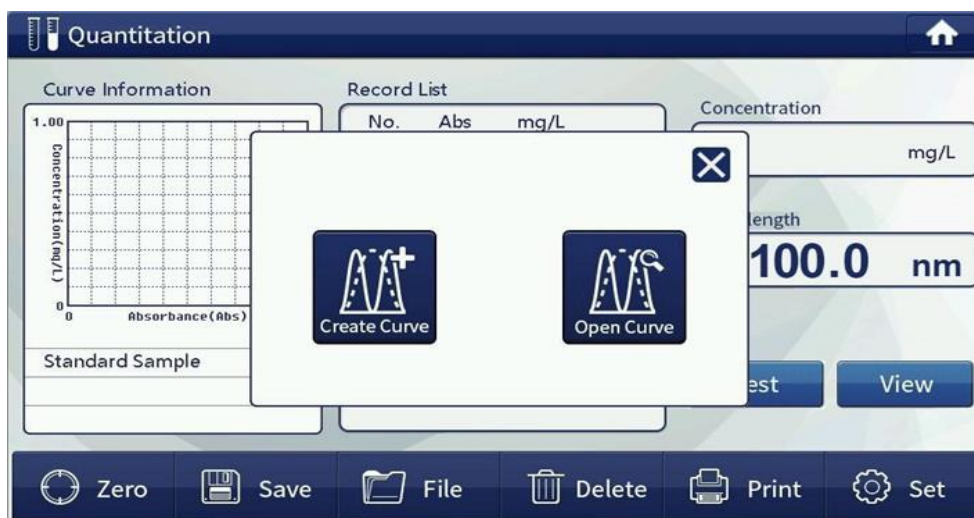 Quantitation
Curve Information
1.00
Concentration(mg/L)
0
0
Absorbance(Abs)
Standard Sample
Record List
No. Abs mg/L
Concentration
mg/L
length
100.0 nm
Create Curve
Open Curve
est
View
Zero
Save
File
Delete
Print
Set